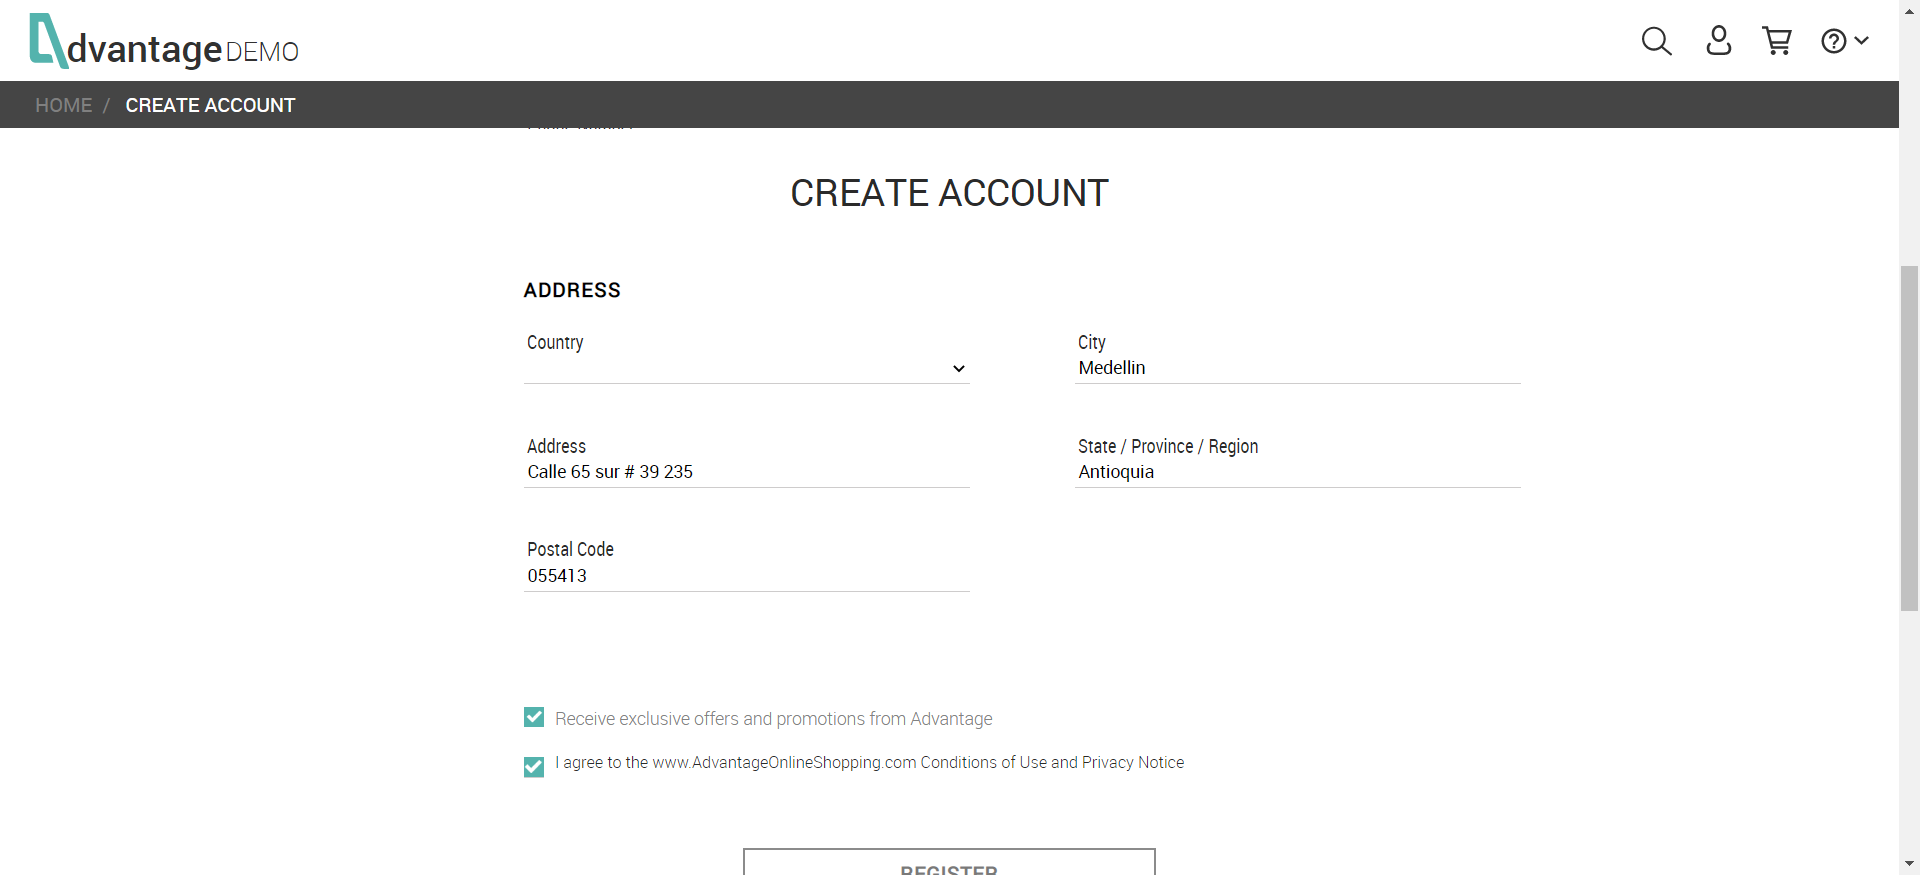 dvantage DEMO
HOME / CREATE ACCOUNT
CREATE ACCOUNT
ADDRESS
Country
City
Medellin
Address
Calle 65 sur # 39 235
State / Province / Region
Antioquia
Postal Code
055413
Receive exclusive offers and promotions from Advantage
I agree to the www.AdvantageOnlineShopping.com Conditions of Use and Privacy Notice
REGISTER